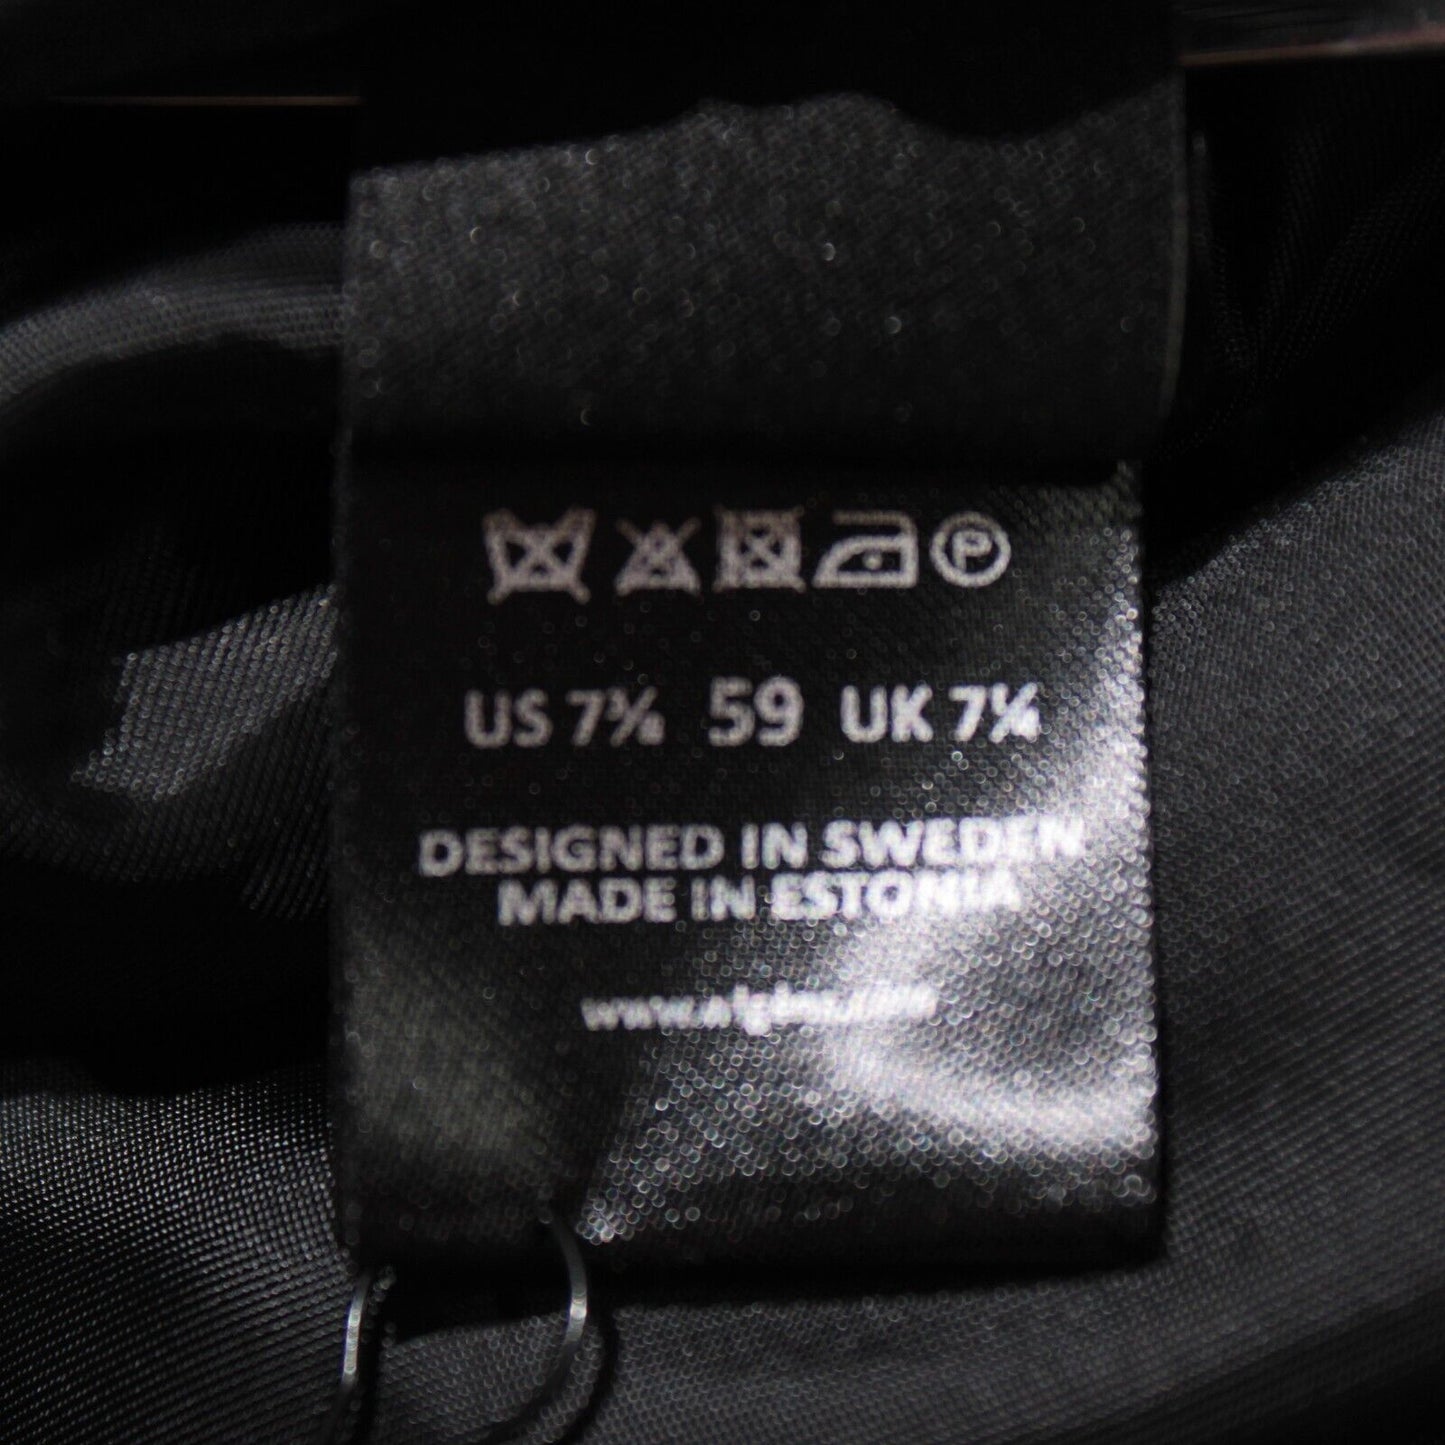 P
US 7⅜ 59 UK 7¼
DESIGNED IN SWEDEN
MADE IN ESTONIA